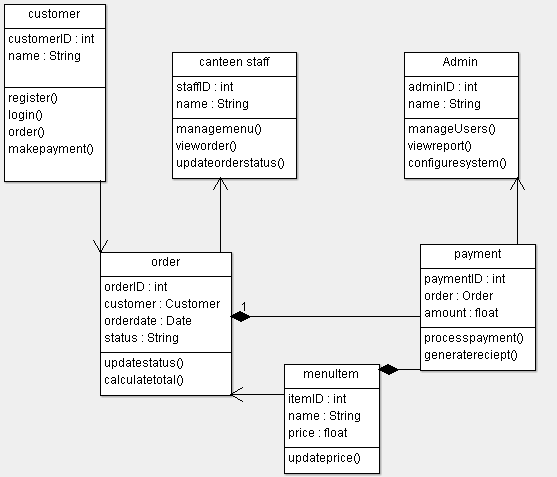 customer
customerID : int
name : String
register()
login()
order()
makepayment()
canteen staff
staffID : int
name : String
managemenu()
vieworder()
updateorderstatus()
Admin
adminID : int
name : String
manageUsers()
viewreport()
configuresystem()
order
orderID : int
customer : Customer
orderdate : Date
status : String
updatestatus()
calculatetotal()
1
payment
paymentID : int
order : Order
amount : float
processpayment()
generatereciept()
menuItem
itemID : int
name : String
price : float
updateprice()